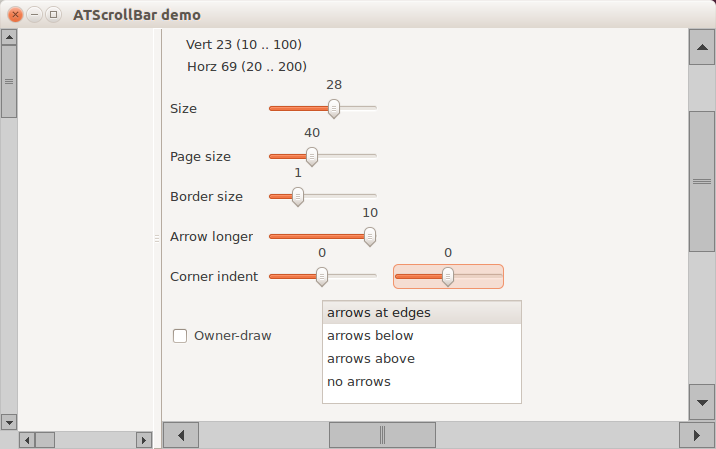 ATScrollBar demo
Vert 23 (10 .. 100)
Horz 69 (20 .. 200)
28
Size
40
Page size
1
Border size
10
Arrow longer
0 0
Corner indent
Owner-draw
arrows at edges
arrows below
arrows above
no arrows